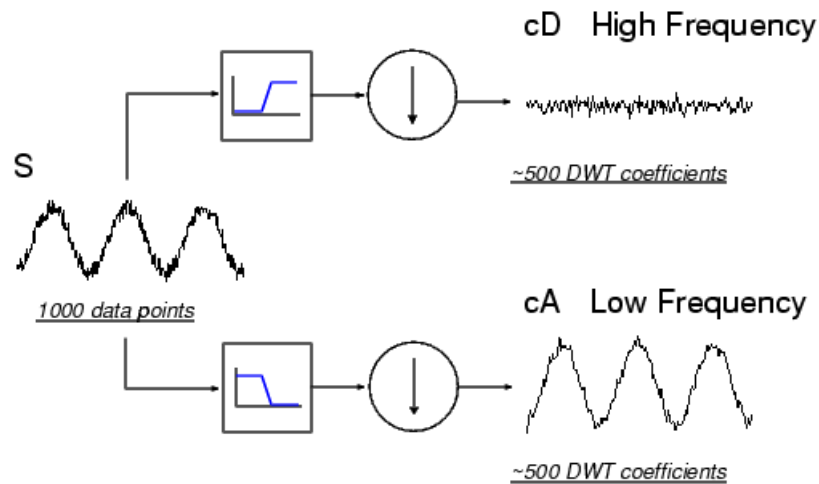 cD High Frequency
S
~500 DWT coefficients
1000 data points
cA Low Frequency
~500 DWT coefficients